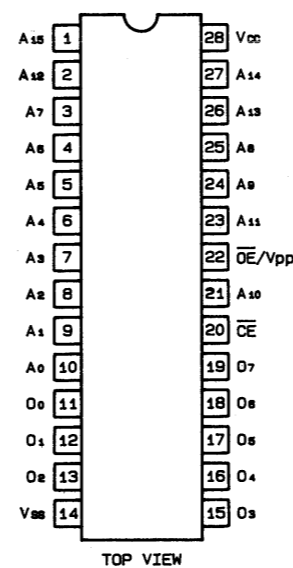 A15 1 28 Vcc
A12 2 27 A14
A7 3 26 A13
A6 4 25 A8
A5 5 24 A9
A4 6 23 A11
A3 7 22 OE/Vpp
A2 8 21 A10
A1 9 20 CE
A0 10 19 O7
O0 11 18 O6
O1 12 17 O5
O2 13 16 O4
Vss 14 15 O3
TOP VIEW